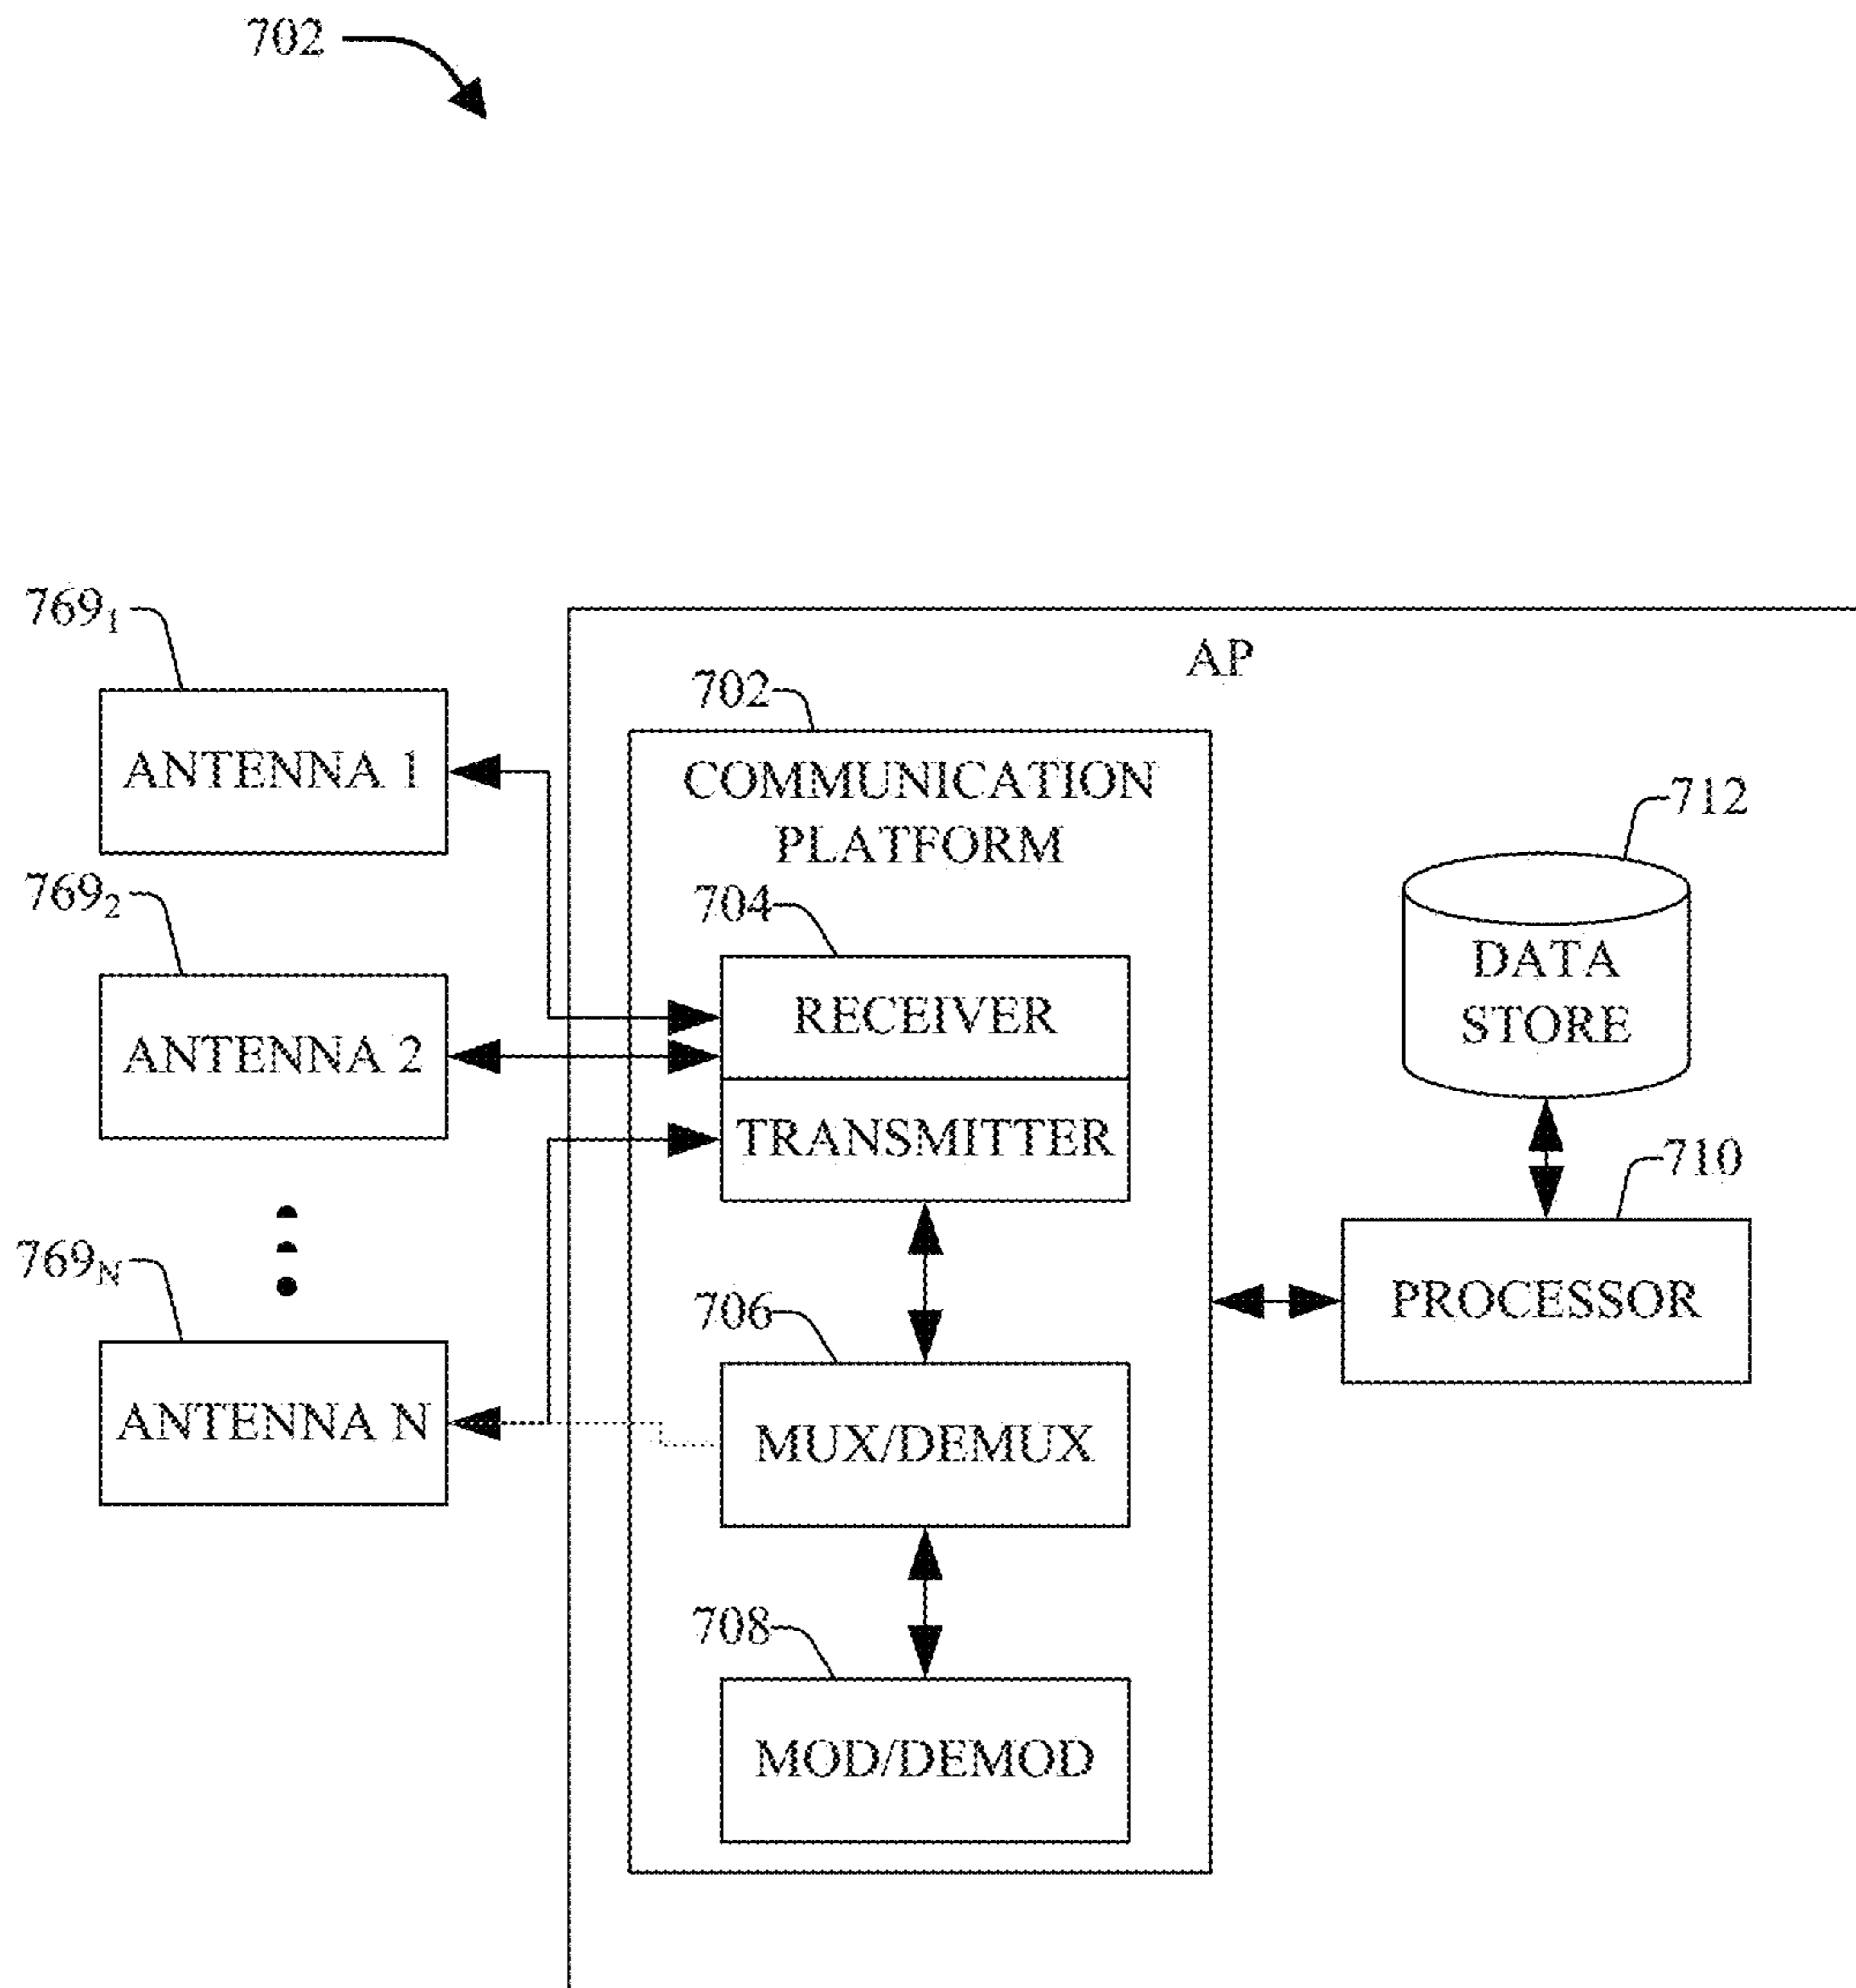 702
769₁
AP
702
ANTENNA 1
COMMUNICATION
PLATFORM
712
769₂
704
DATA
STORE
RECEIVER
ANTENNA 2
TRANSMITTER
710
769N
706
PROCESSOR
ANTENNA N
MUX/DEMUX
708
MOD/DEMOD